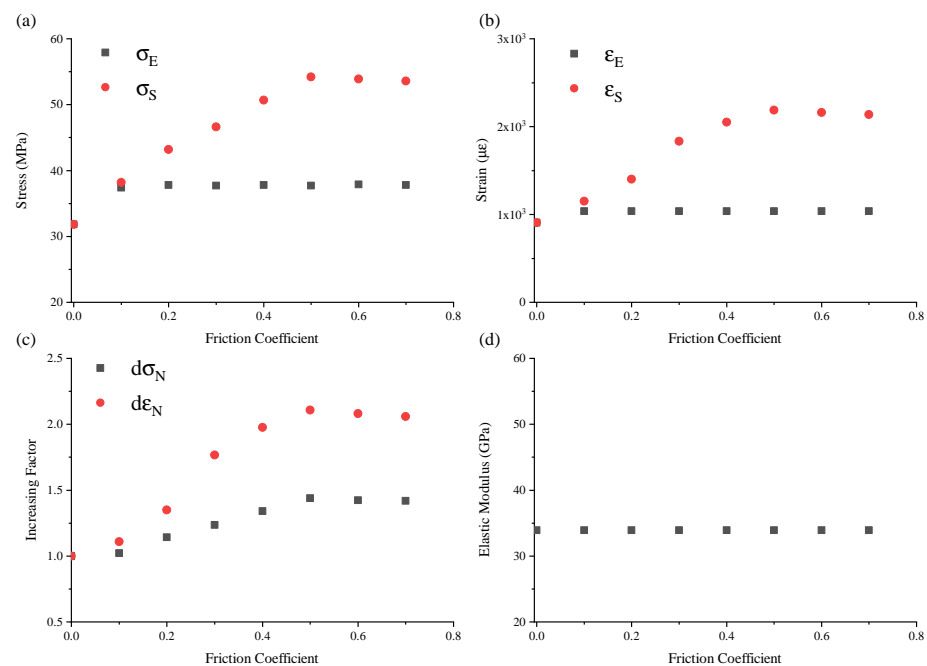 (a)
60
50
40
30
20
Stress (MPa)
σE
σS
0.0 0.2 0.4 0.6 0.8
Friction Coefficient
(b)
3x10³
2x10³
1x10³
0
Strain (με)
εE
εS
0.0 0.2 0.4 0.6 0.8
Friction Coefficient
(c)
2.5
2.0
1.5
1.0
0.5
Increasing Factor
dσN
dεN
0.0 0.2 0.4 0.6 0.8
Friction Coefficient
(d)
60
50
40
30
20
Elastic Modulus (GPa)
0.0 0.2 0.4 0.6 0.8
Friction Coefficient